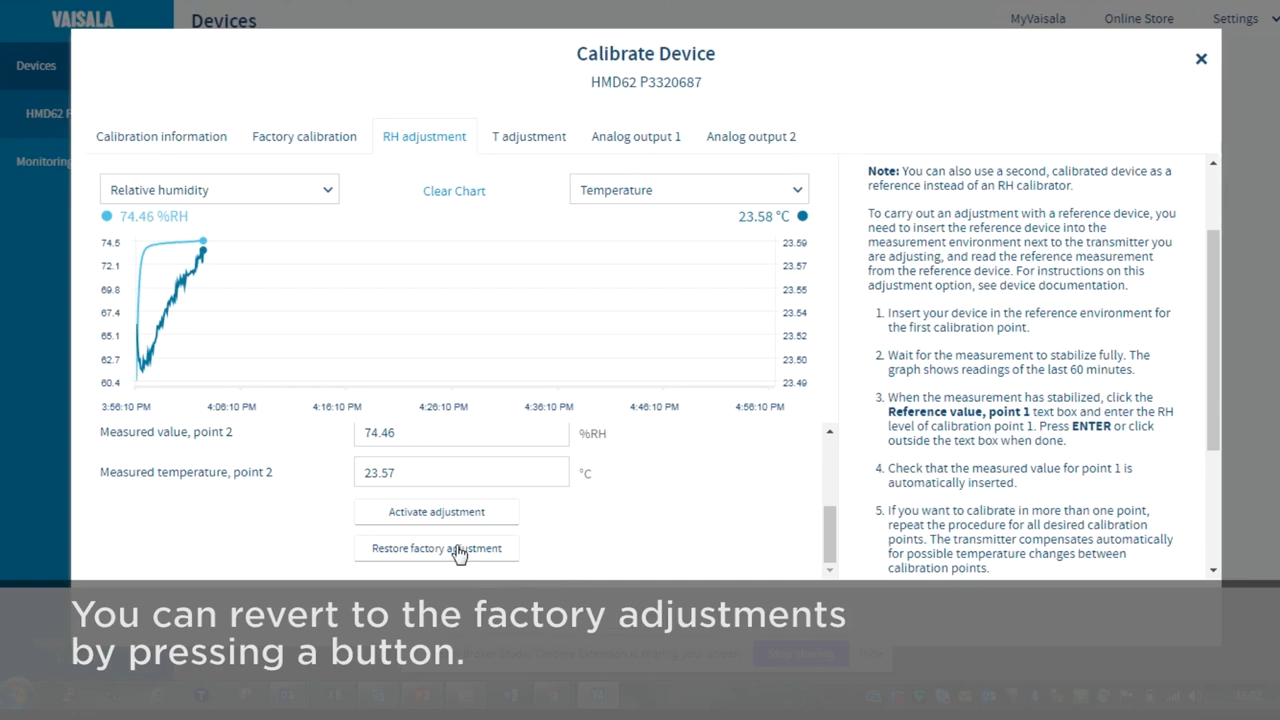 VAISALA
Devices
MyVaisala
Online Store
Settings
Devices
HMD62 P
Monitoring
Calibrate Device
HMD62 P3320687
Calibration information
Factory calibration
RH adjustment
T adjustment
Analog output 1
Analog output 2
Relative humidity
Clear Chart
Temperature
74.46 %RH
23.58 °C
74.5
72.1
69.8
67.4
65.1
62.7
60.4
23.59
23.57
23.55
23.54
23.52
23.50
23.49
3:56:10 PM
4:06:10 PM
4:16:10 PM
4:26:10 PM
4:36:10 PM
4:46:10 PM
4:56:10 PM
Measured value, point 2
74.46
%RH
Measured temperature, point 2
23.57
°C
Activate adjustment
Restore factory adjustment
Note: You can also use a second, calibrated device as a
reference instead of an RH calibrator.
To carry out an adjustment with a reference device, you
need to insert the reference device into the
measurement environment next to the transmitter you
are adjusting, and read the reference measurement
from the reference device. For instructions on this
adjustment option, see device documentation.
1. Insert your device in the reference environment for
the first calibration point.
2. Wait for the measurement to stabilize fully. The
graph shows readings of the last 60 minutes.
3. When the measurement has stabilized, click the
Reference value, point 1 text box and enter the RH
level of calibration point 1. Press ENTER or click
outside the text box when done.
4. Check that the measured value for point 1 is
automatically inserted.
5. If you want to calibrate in more than one point,
repeat the procedure for all desired calibration
points. The transmitter compensates automatically
for possible temperature changes between
calibration points.
You can revert to the factory adjustments
by pressing a button.
Stop sharing
Hide